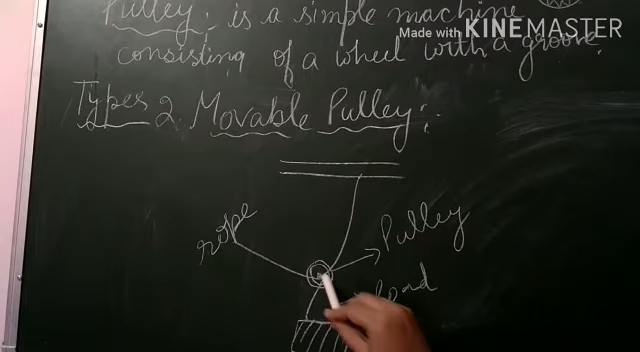 Pulley :- is a simple machine
Made with KINEMASTER
consisting of a wheel with a groove
Types 2. Movable Pulley :-
rope
Pulley
load